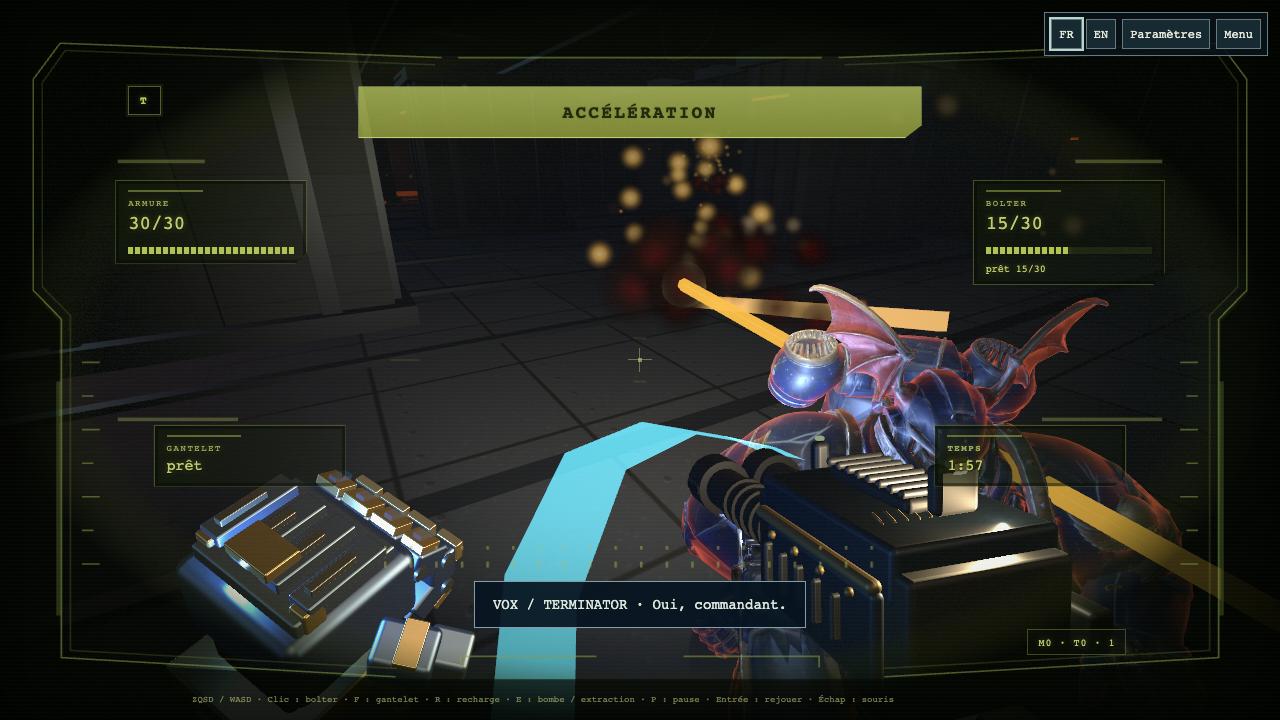 FR EN Paramètres Menu
T
ACCÉLÉRATION
ARMURE
30/30
BOLTER
15/30
prêt 15/30
GANTELET
prêt
TEMPS
1:57
VOX / TERMINATOR · Oui, commandant.
M0 · T0 · 1
ZQSD / WASD · Clic : bolter · F : gantelet · R : recharge · E : bombe / extraction · P : pause · Entrée : rejouer · Échap : souris